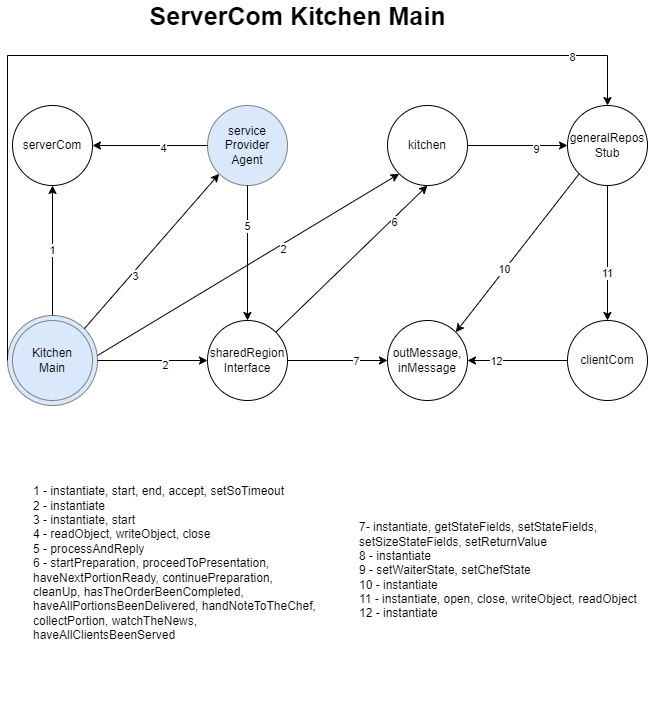 ServerCom Kitchen Main
8
serverCom
4
service
Provider
Agent
kitchen
9
generalRepos
Stub
1
3
5
2
6
10
11
Kitchen
Main
2
sharedRegion
Interface
7
outMessage,
inMessage
12
clientCom
1 - instantiate, start, end, accept, setSoTimeout
2 - instantiate
3 - instantiate, start
4 - readObject, writeObject, close
5 - processAndReply
6 - startPreparation, proceedToPresentation,
haveNextPortionReady, continuePreparation,
cleanUp, hasTheOrderBeenCompleted,
haveAllPortionsBeenDelivered, handNoteToTheChef,
collectPortion, watchTheNews,
haveAllClientsBeenServed
7- instantiate, getStateFields, setStateFields,
setSizeStateFields, setReturnValue
8 - instantiate
9 - setWaiterState, setChefState
10 - instantiate
11 - instantiate, open, close, writeObject, readObject
12 - instantiate